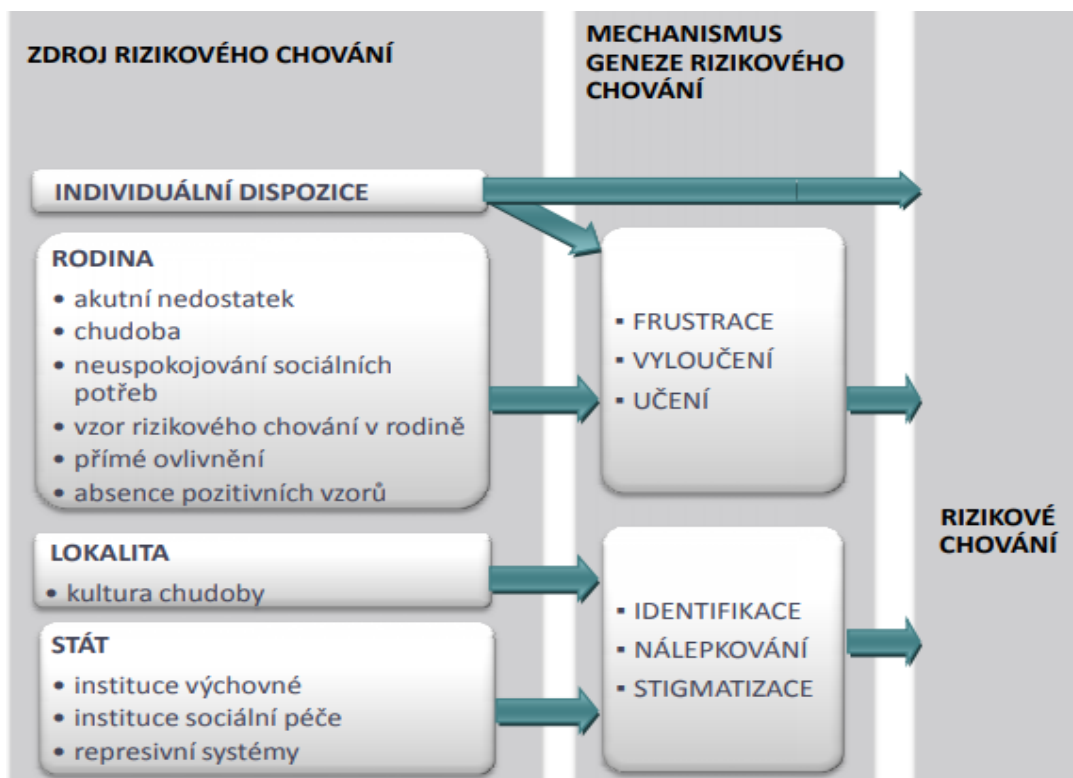 ZDROJ RIZIKOVÉHO CHOVÁNÍ
MECHANISMUS
GENEZE RIZIKOVÉHO
CHOVÁNÍ
INDIVIDUÁLNÍ DISPOZICE
RODINA
• akutní nedostatek
• chudoba
• neuspokojování sociálních
potřeb
• vzor rizikového chování v rodině
• přímé ovlivnění
• absence pozitivních vzorů
▪ FRUSTRACE
▪ VYLOUČENÍ
▪ UČENÍ
LOKALITA
• kultura chudoby
STÁT
• instituce výchovné
• instituce sociální péče
• represivní systémy
▪ IDENTIFIKACE
▪ NÁLEPKOVÁNÍ
▪ STIGMATIZACE
RIZIKOVÉ
CHOVÁNÍ